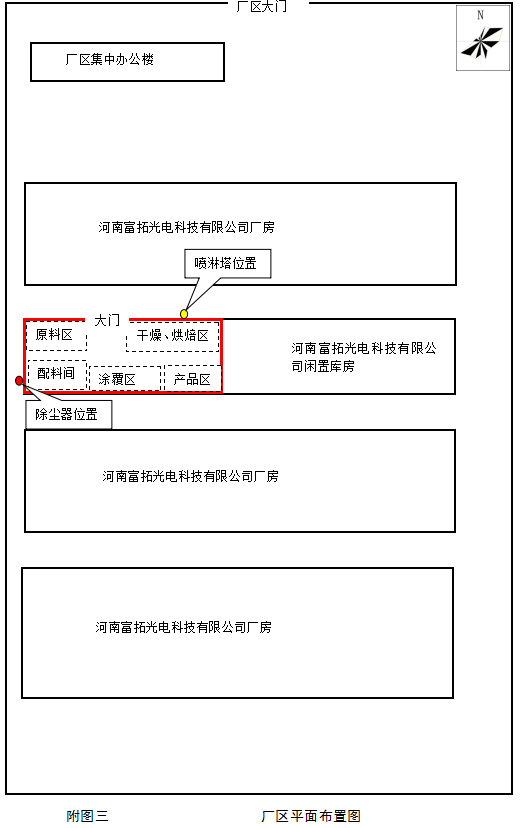 厂区大门
N
厂区集中办公楼
河南富拓光电科技有限公司厂房
喷淋塔位置
大门
原料区
干燥、烘焙区
河南富拓光电科技有限公
司闲置库房
配料间
涂覆区
产品区
除尘器位置
河南富拓光电科技有限公司厂房
河南富拓光电科技有限公司厂房
附图三
厂区平面布置图